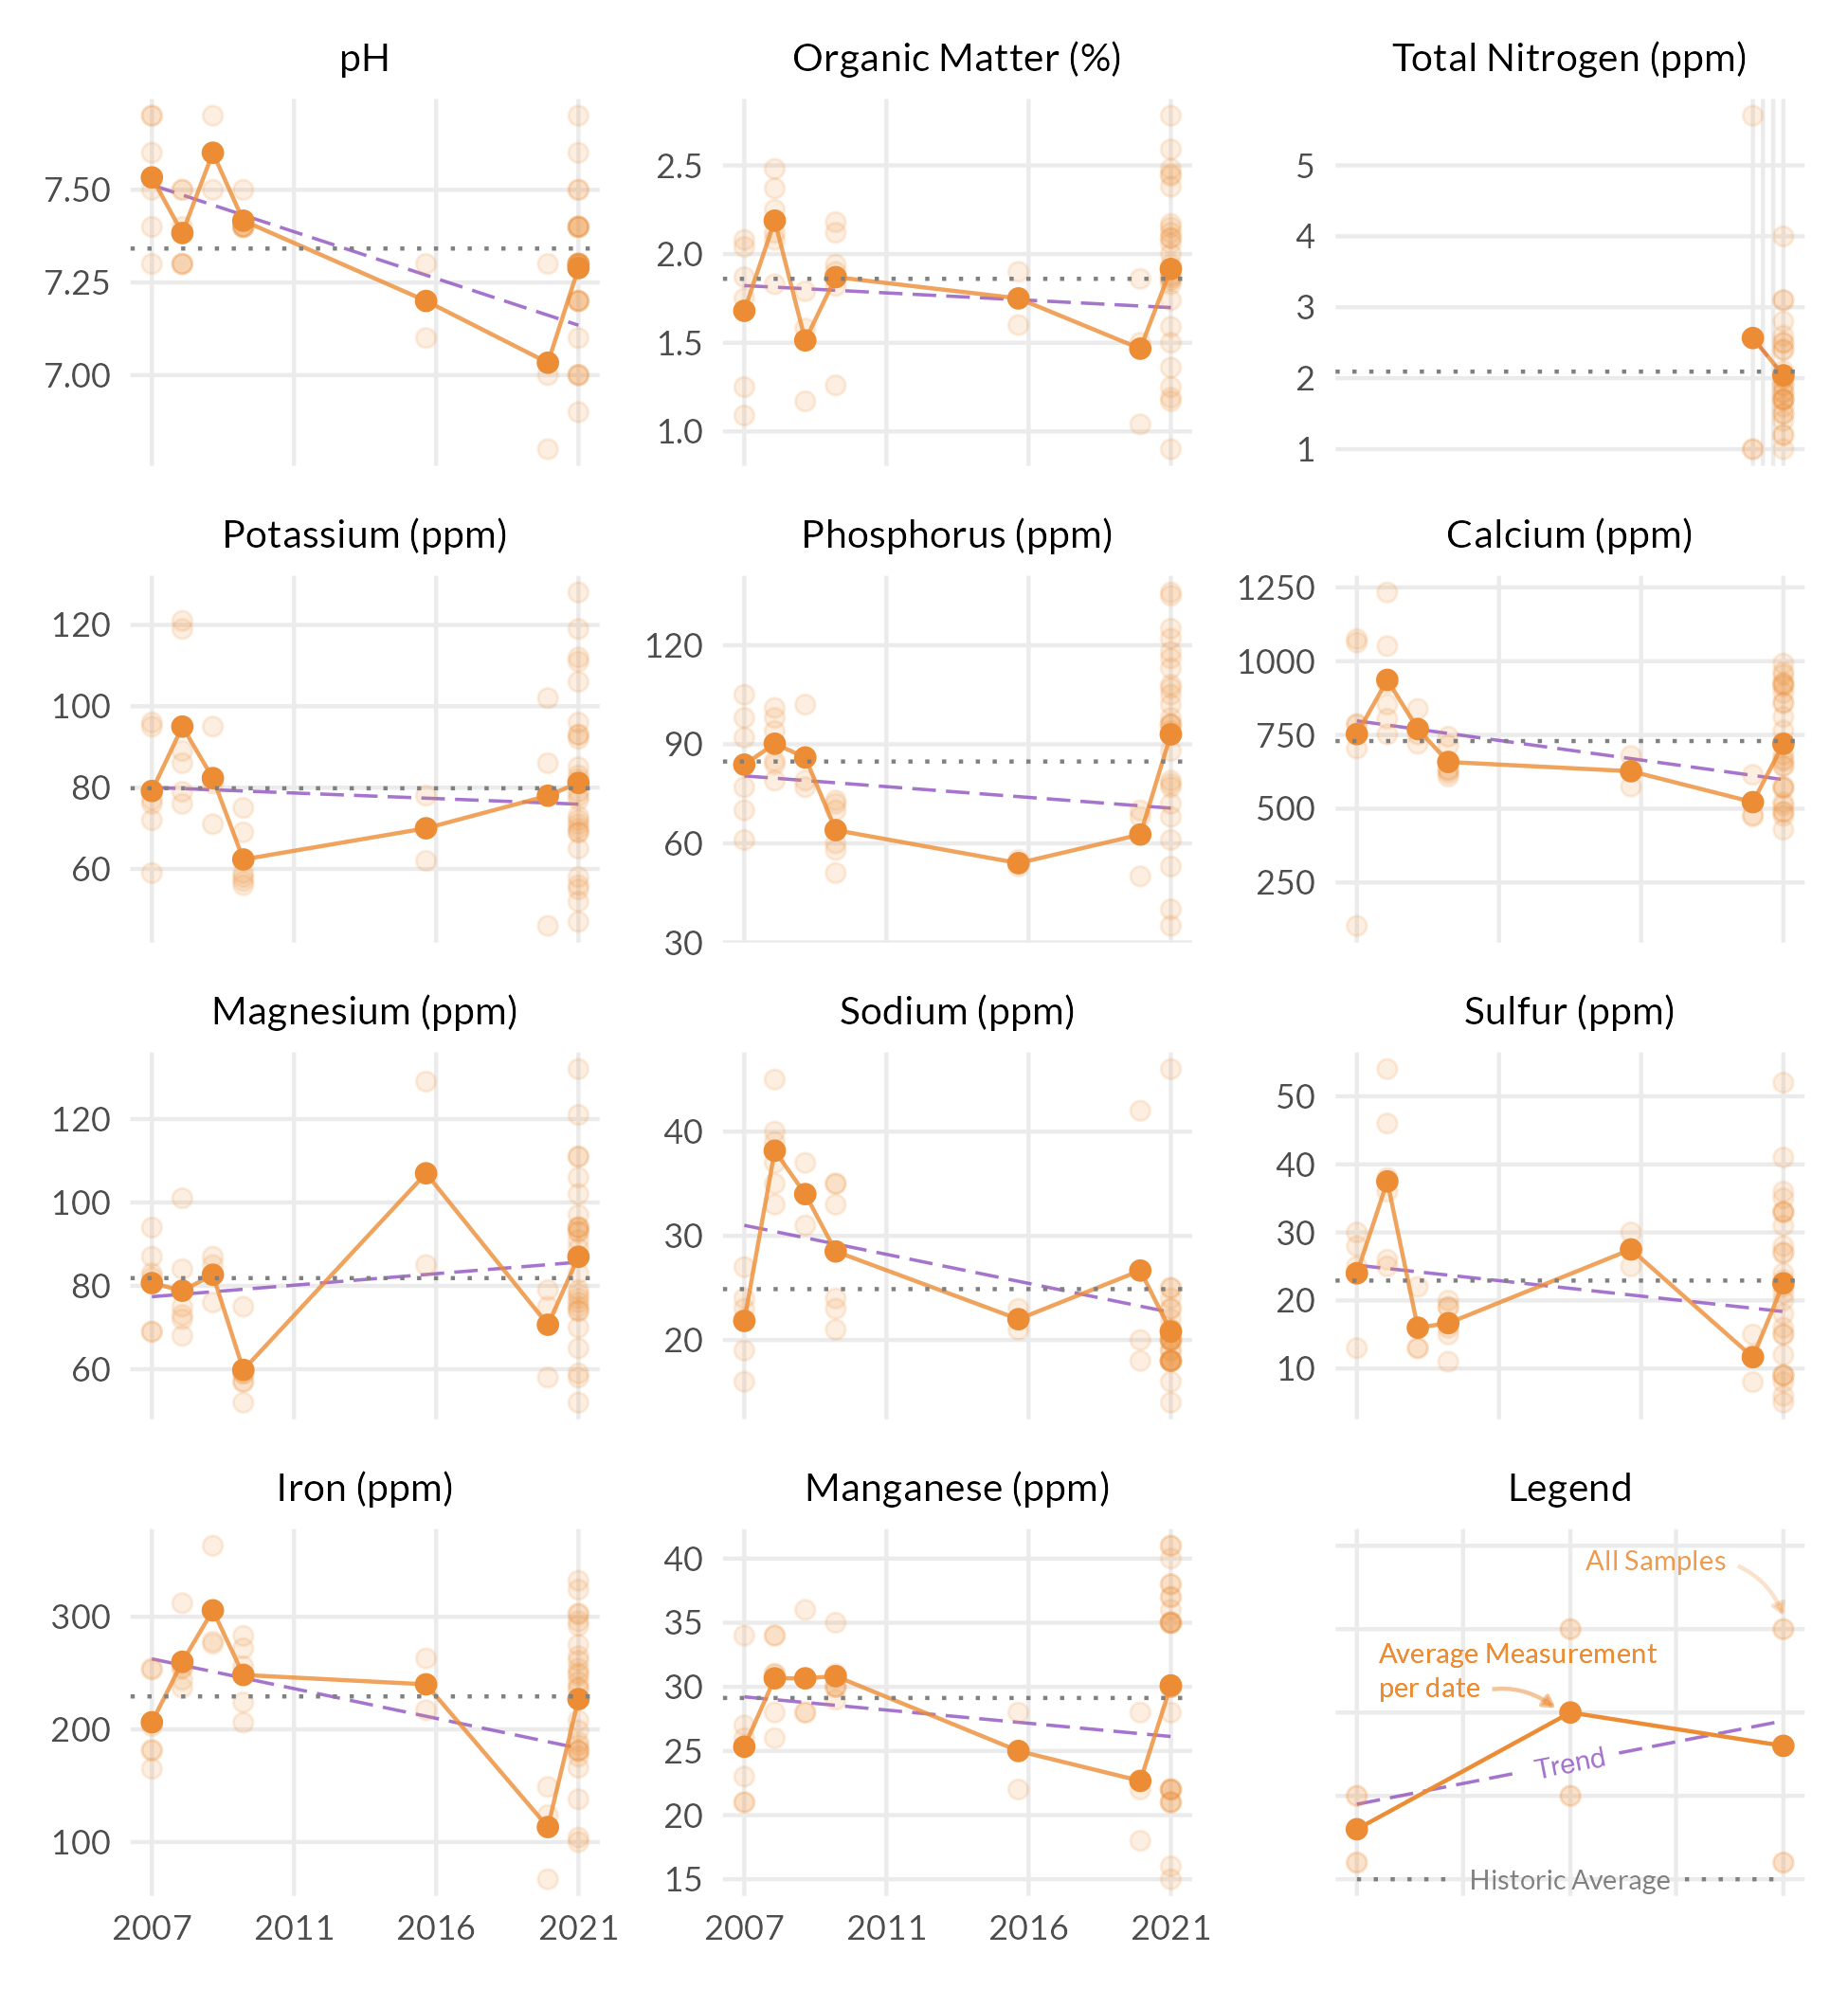 pH
Organic Matter (%)
Total Nitrogen (ppm)
7.50
7.25
7.00
2.5
2.0
1.5
1.0
5
4
3
2
1
Potassium (ppm)
Phosphorus (ppm)
Calcium (ppm)
120
100
80
60
120
90
60
30
1250
1000
750
500
250
Magnesium (ppm)
Sodium (ppm)
Sulfur (ppm)
120
100
80
60
40
30
20
50
40
30
20
10
Iron (ppm)
Manganese (ppm)
Legend
300
200
100
40
35
30
25
20
15
All Samples
Average Measurement
per date
Trend
Historic Average
2007 2011 2016 2021
2007 2011 2016 2021